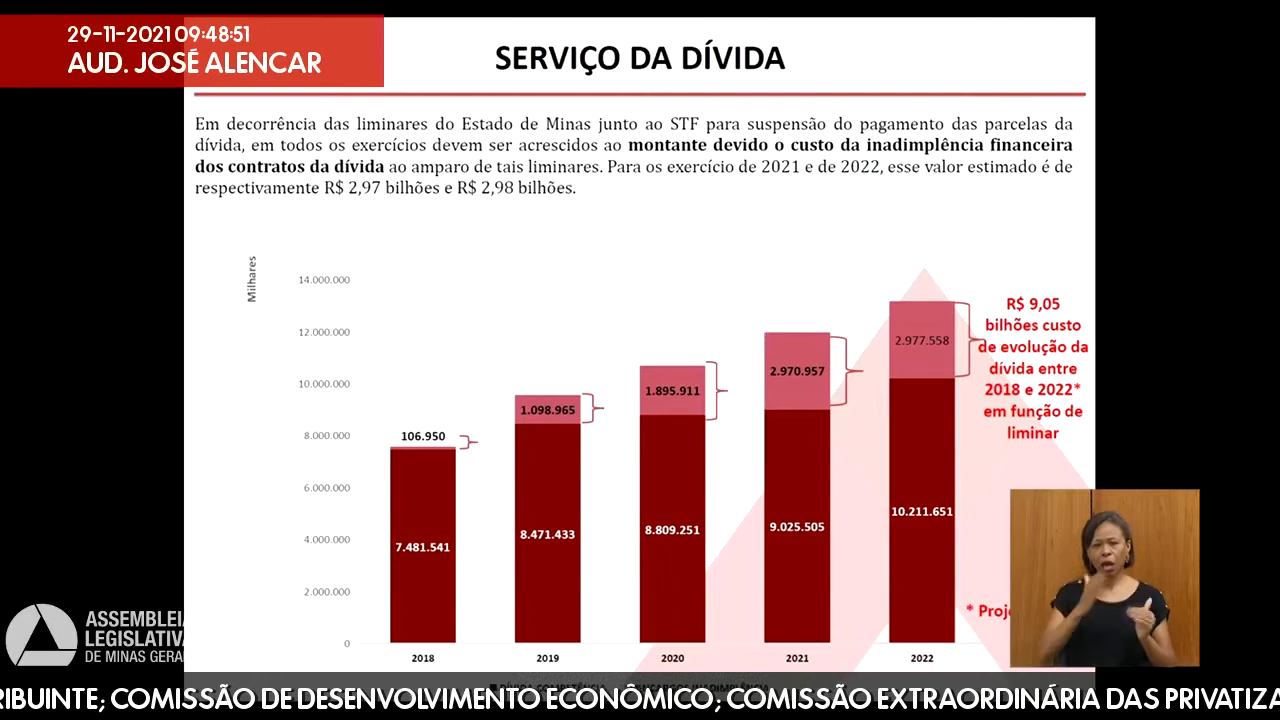 29-11-2021 09:48:51
AUD. JOSÉ ALENCAR
SERVIÇO DA DÍVIDA
Em decorrência das liminares do Estado de Minas junto ao STF para suspensão do pagamento das parcelas da
dívida, em todos os exercícios devem ser acrescidos ao montante devido o custo da inadimplência financeira
dos contratos da dívida ao amparo de tais liminares. Para os exercício de 2021 e de 2022, esse valor estimado é de
respectivamente R$ 2,97 bilhões e R$ 2,98 bilhões.
Milhares
14.000.000
12.000.000
10.000.000
8.000.000
6.000.000
4.000.000
2.000.000
0
106.950
7.481.541
1.098.965
8.471.433
1.895.911
8.809.251
2.970.957
9.025.505
2.977.558
10.211.651
R$ 9,05
bilhões custo
de evolução da
dívida entre
2018 e 2022*
em função de
liminar
* Proj
2018
2019
2020
2021
2022
ASSEMBLEIA
LEGISLATIVA
DE MINAS GERAI
RIBUINTE; COMISSÃO DE DESENVOLVIMENTO ECONÔMICO; COMISSÃO EXTRAORDINÁRIA DAS PRIVATIZA